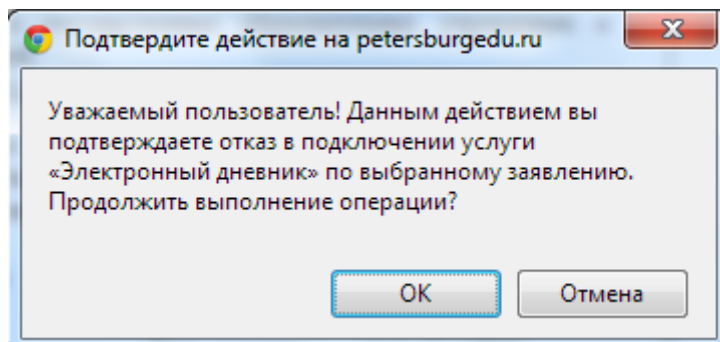 Подтвердите действие на petersburgedu.ru
Уважаемый пользователь! Данным действием вы
подтверждаете отказ в подключении услуги
«Электронный дневник» по выбранному заявлению.
Продолжить выполнение операции?
ОК
Отмена